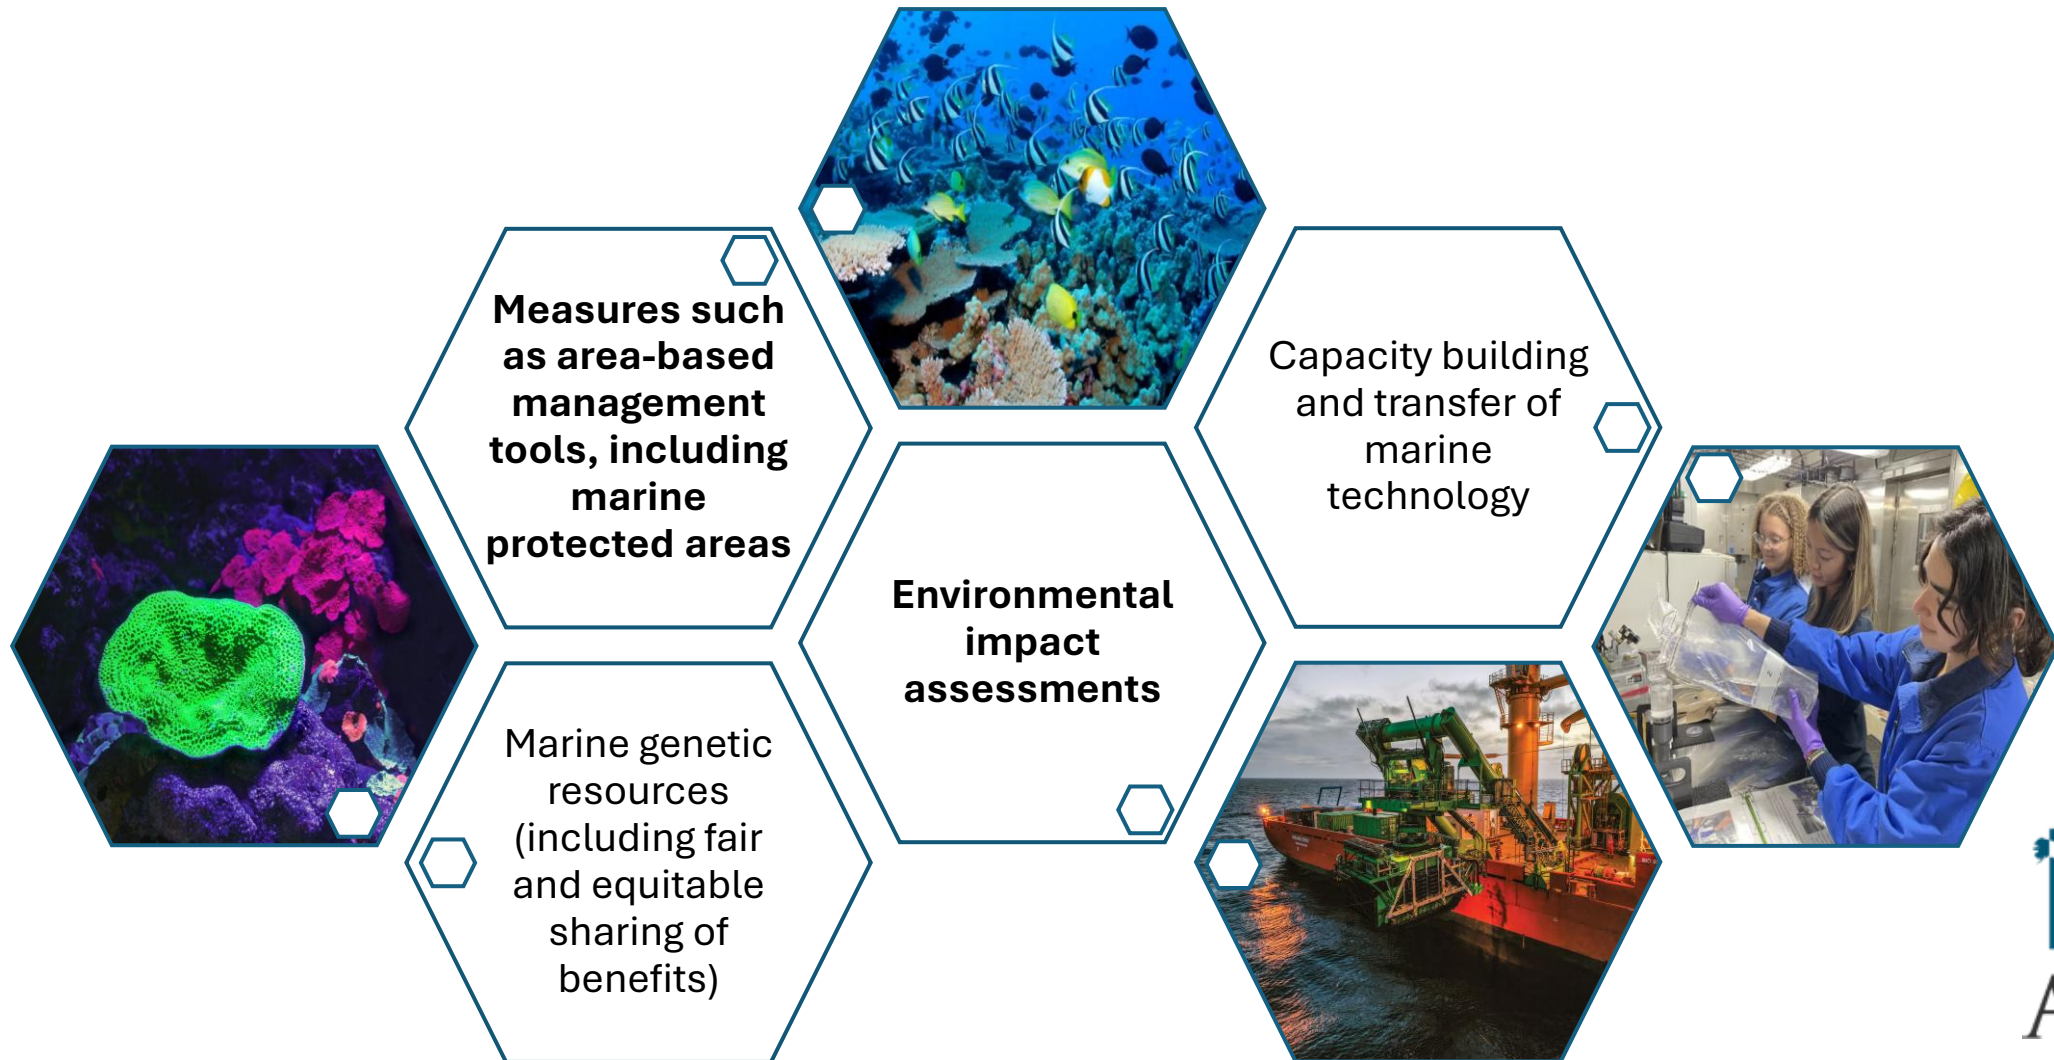 Measures such
as area-based
management
tools, including
marine
protected areas
Capacity building
and transfer of
marine
technology
Environmental
impact
assessments
Marine genetic
resources
(including fair
and equitable
sharing of
benefits)
A